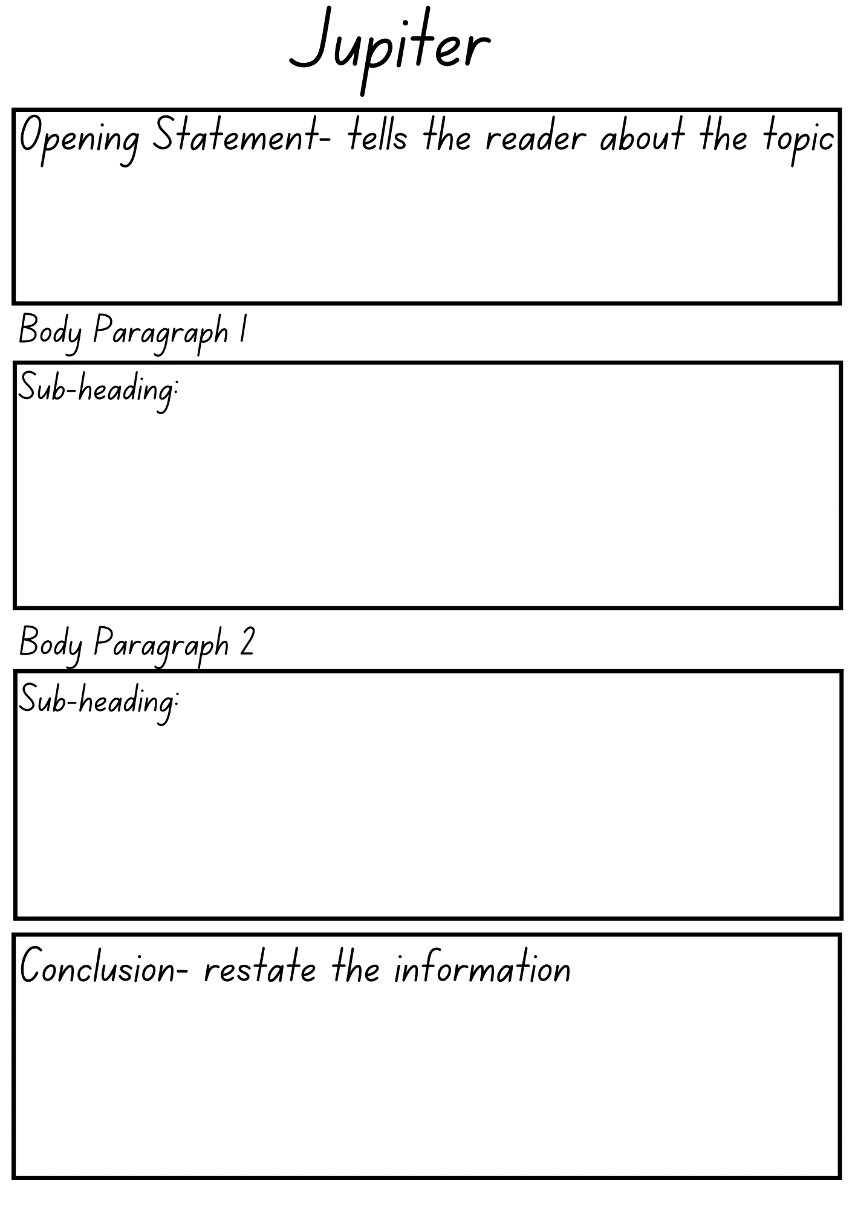 Jupiter
Opening Statement- tells the reader about the topic
Body Paragraph 1
Sub-heading:
Body Paragraph 2
Sub-heading:
Conclusion- restate the information